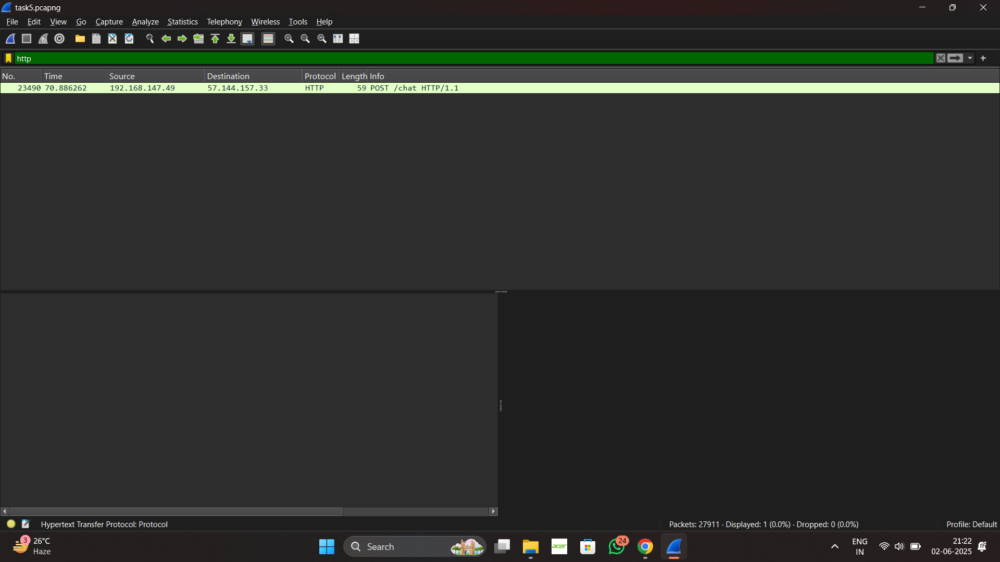 task5.pcapng
File Edit View Go Capture Analyze Statistics Telephony Wireless Tools Help
http
No. Time Source Destination Protocol Length Info
23490 70.886262 192.168.147.49 57.144.157.33 HTTP 59 POST /chat HTTP/1.1
Hypertext Transfer Protocol: Protocol Packets: 27911 · Displayed: 1 (0.0%) · Dropped: 0 (0.0%) Profile: Default
3 26°C
Haze
Search
acer
24
ENG
IN
21:22
02-06-2025